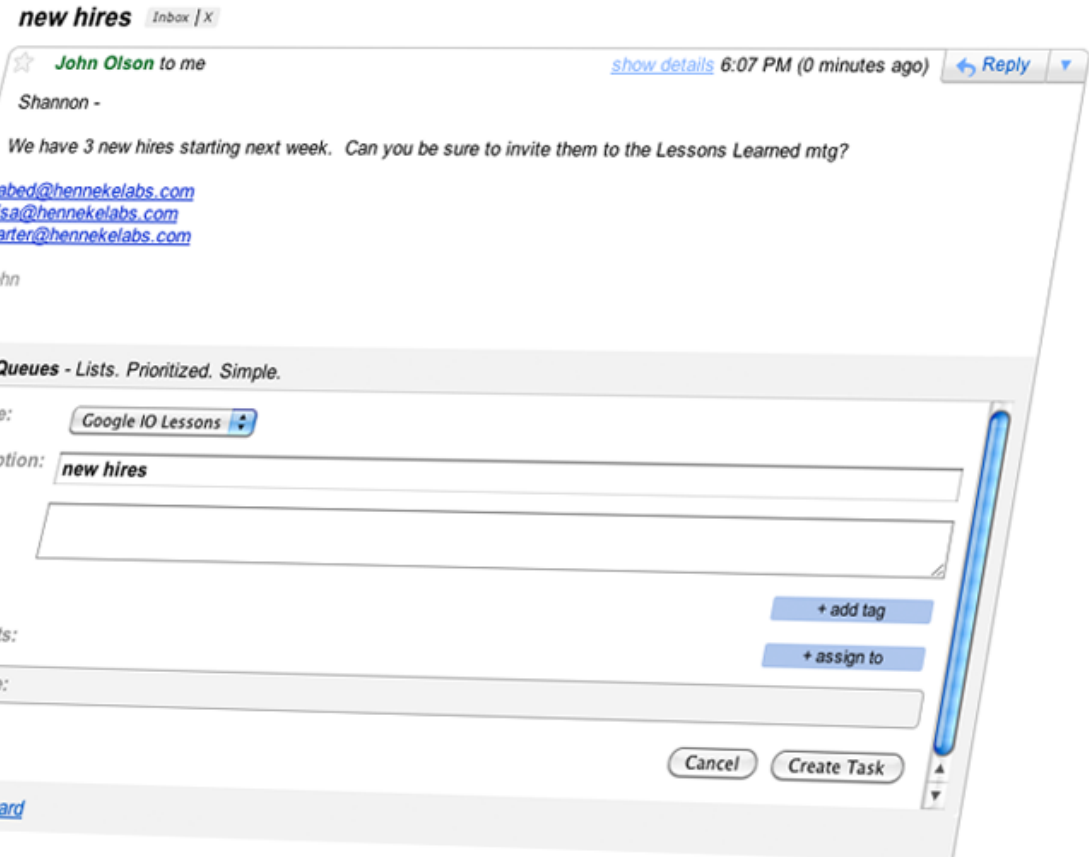 new hires Inbox | X
John Olson to me show details 6:07 PM (0 minutes ago) Reply
Shannon -
We have 3 new hires starting next week. Can you be sure to invite them to the Lessons Learned mtg?
abed@hennekelabs.com
isa@hennekelabs.com
arter@hennekelabs.com
hn
Queues - Lists. Prioritized. Simple.
e: Google IO Lessons
ption: new hires
+ add tag
ts:
+ assign to
e:
Cancel Create Task
ard